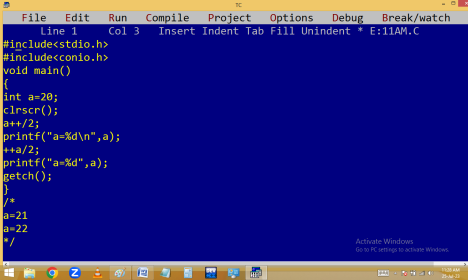 TC
File Edit Run Compile Project Options Debug Break/watch
Line 1 Col 3 Insert Indent Tab Fill Unindent * E:11AM.C
#include<stdio.h>
#include<conio.h>
void main()
{
int a=20;
clrscr();
a++/2;
printf("a=%d\n",a);
++a/2;
printf("a=%d",a);
getch();
}
/*
a=21
a=22
*/
Activate Windows
Go to PC settings to activate Windows.